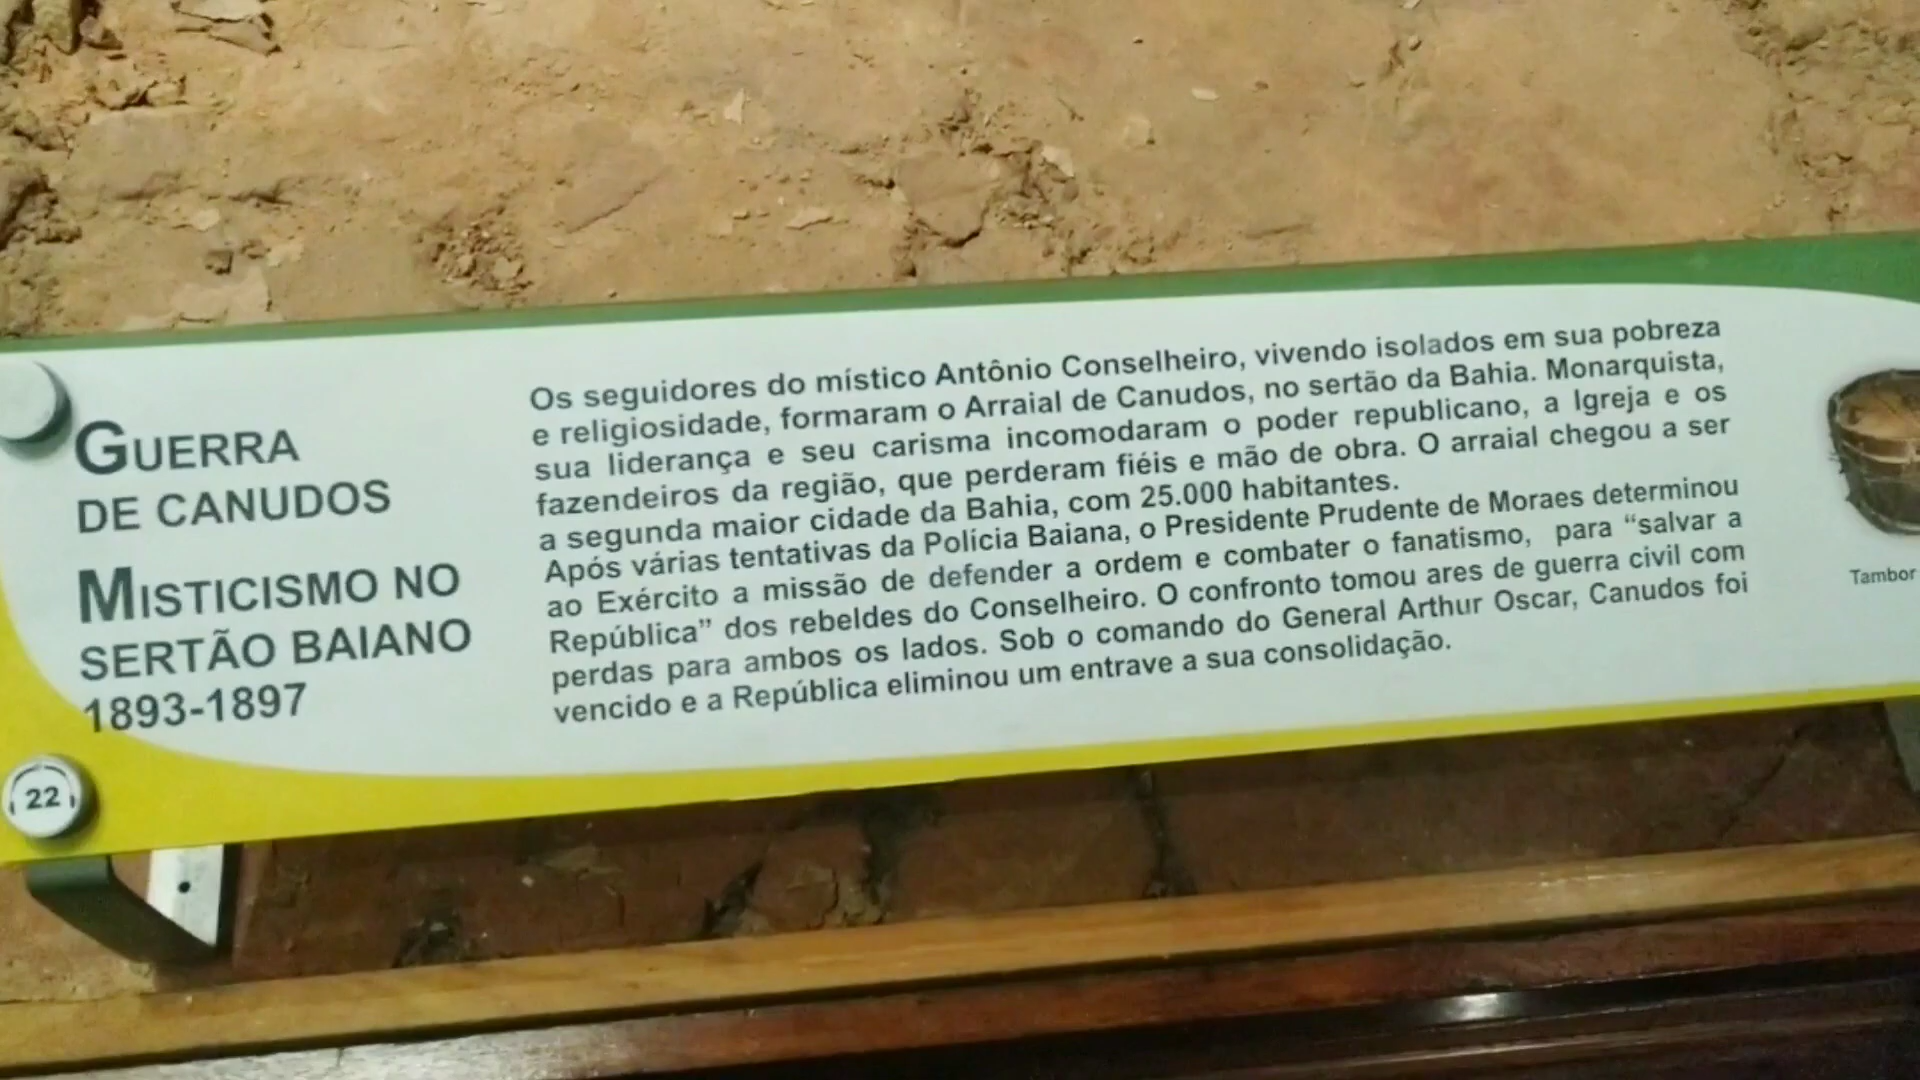 GUERRA
DE CANUDOS
MISTICISMO NO
SERTÃO BAIANO
1893-1897
Os seguidores do místico Antônio Conselheiro, vivendo isolados em sua pobreza
e religiosidade, formaram o Arraial de Canudos, no sertão da Bahia. Monarquista,
sua liderança e seu carisma incomodaram o poder republicano, a Igreja e os
fazendeiros da região, que perderam fiéis e mão de obra. O arraial chegou a ser
a segunda maior cidade da Bahia, com 25.000 habitantes.
Após várias tentativas da Polícia Baiana, o Presidente Prudente de Moraes determinou
ao Exército a missão de defender a ordem e combater o fanatismo, para “salvar a
República” dos rebeldes do Conselheiro. O confronto tomou ares de guerra civil com
perdas para ambos os lados. Sob o comando do General Arthur Oscar, Canudos foi
vencido e a República eliminou um entrave a sua consolidação.
Tambor
22